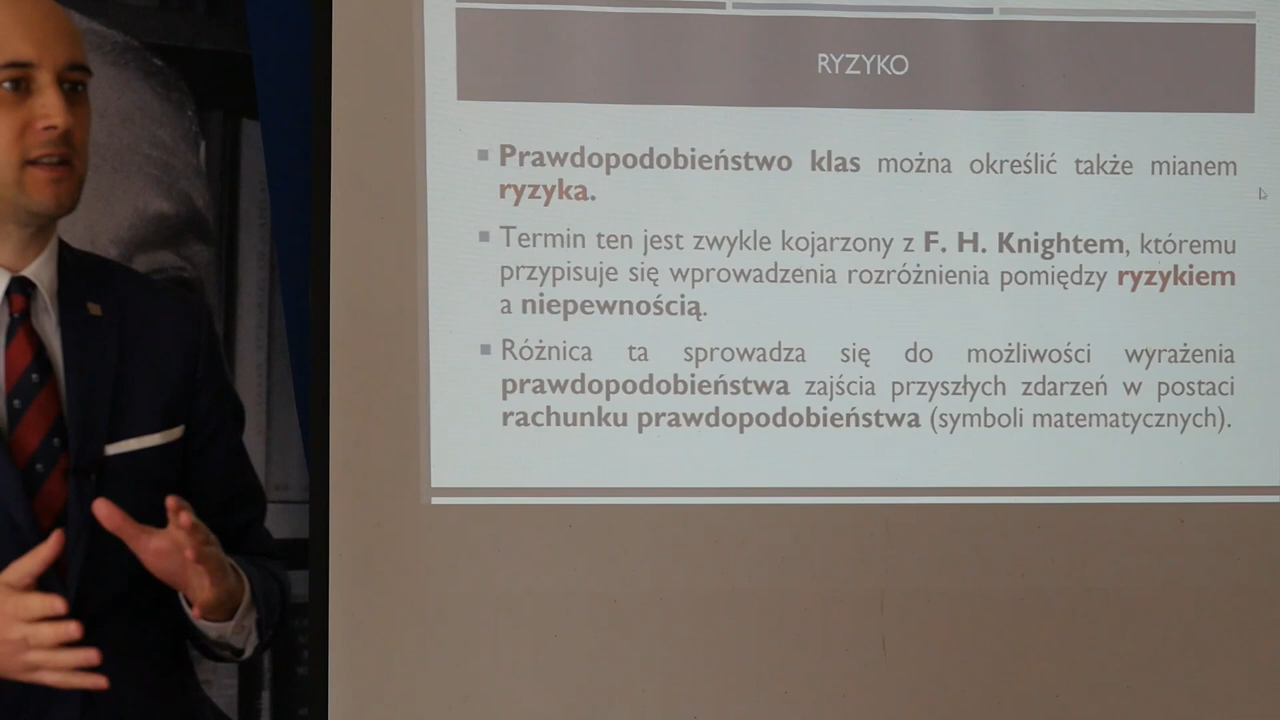 RYZYKO
Prawdopodobieństwo klas można określić także mianem
ryzyka.
Termin ten jest zwykle kojarzony z F. H. Knightem, któremu
przypisuje się wprowadzenia rozróżnienia pomiędzy ryzykiem
a niepewnością.
Różnica ta sprowadza się do możliwości wyrażenia
prawdopodobieństwa zajścia przyszłych zdarzeń w postaci
rachunku prawdopodobieństwa (symboli matematycznych).